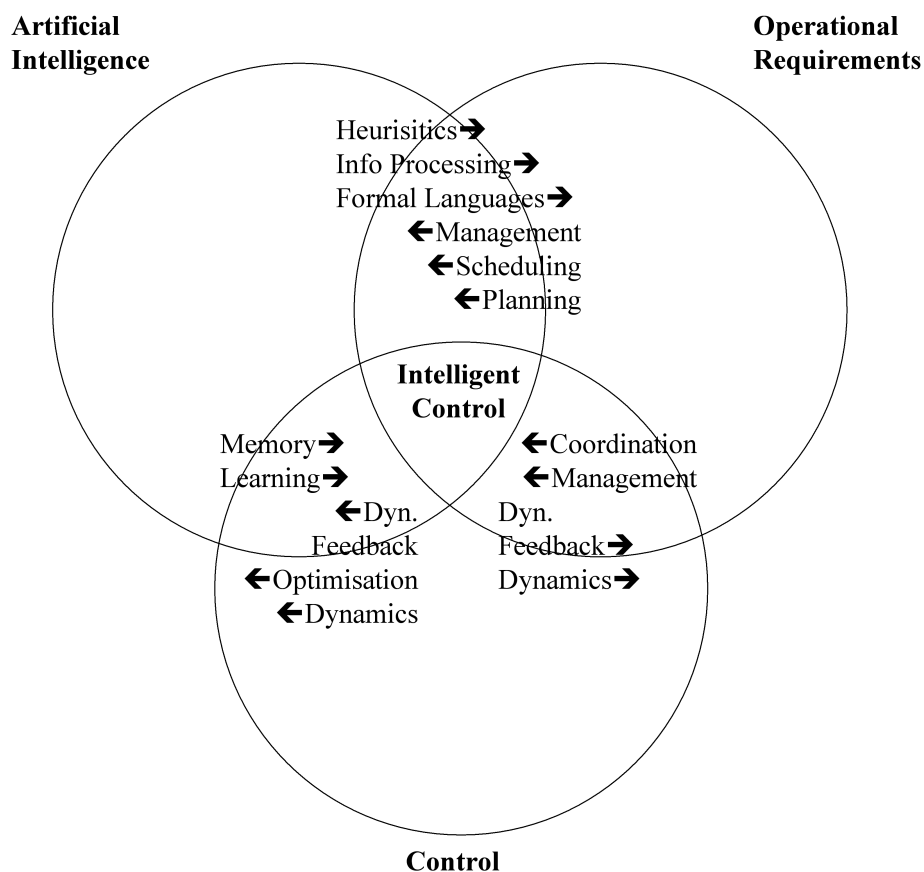 Artificial
Intelligence
Operational
Requirements
Heurisitics→
Info Processing→
Formal Languages→
←Management
←Scheduling
←Planning
Intelligent
Control
Memory→
Learning→
←Dyn.
Feedback
←Optimisation
←Dynamics
←Coordination
←Management
Dyn.
Feedback→
Dynamics→
Control